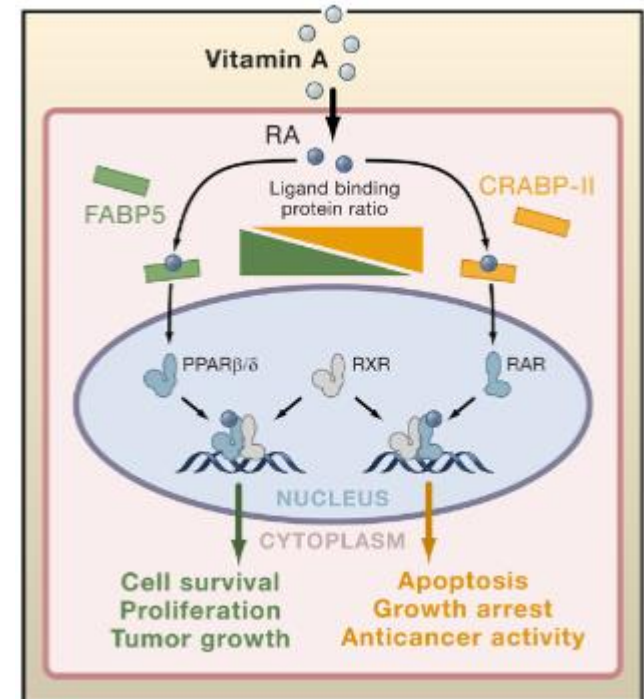 Vitamin A
RA
FABP5
Ligand binding
protein ratio
CRABP-II
PPARβ/δ
RXR
RAR
NUCLEUS
CYTOPLASM
Cell survival
Proliferation
Tumor growth
Apoptosis
Growth arrest
Anticancer activity